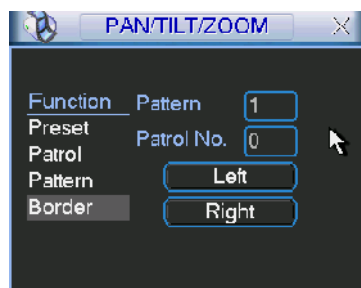 PAN/TILT/ZOOM
Function Pattern 1
Preset
Patrol No. 0
Patrol
Pattern Left
Border Right